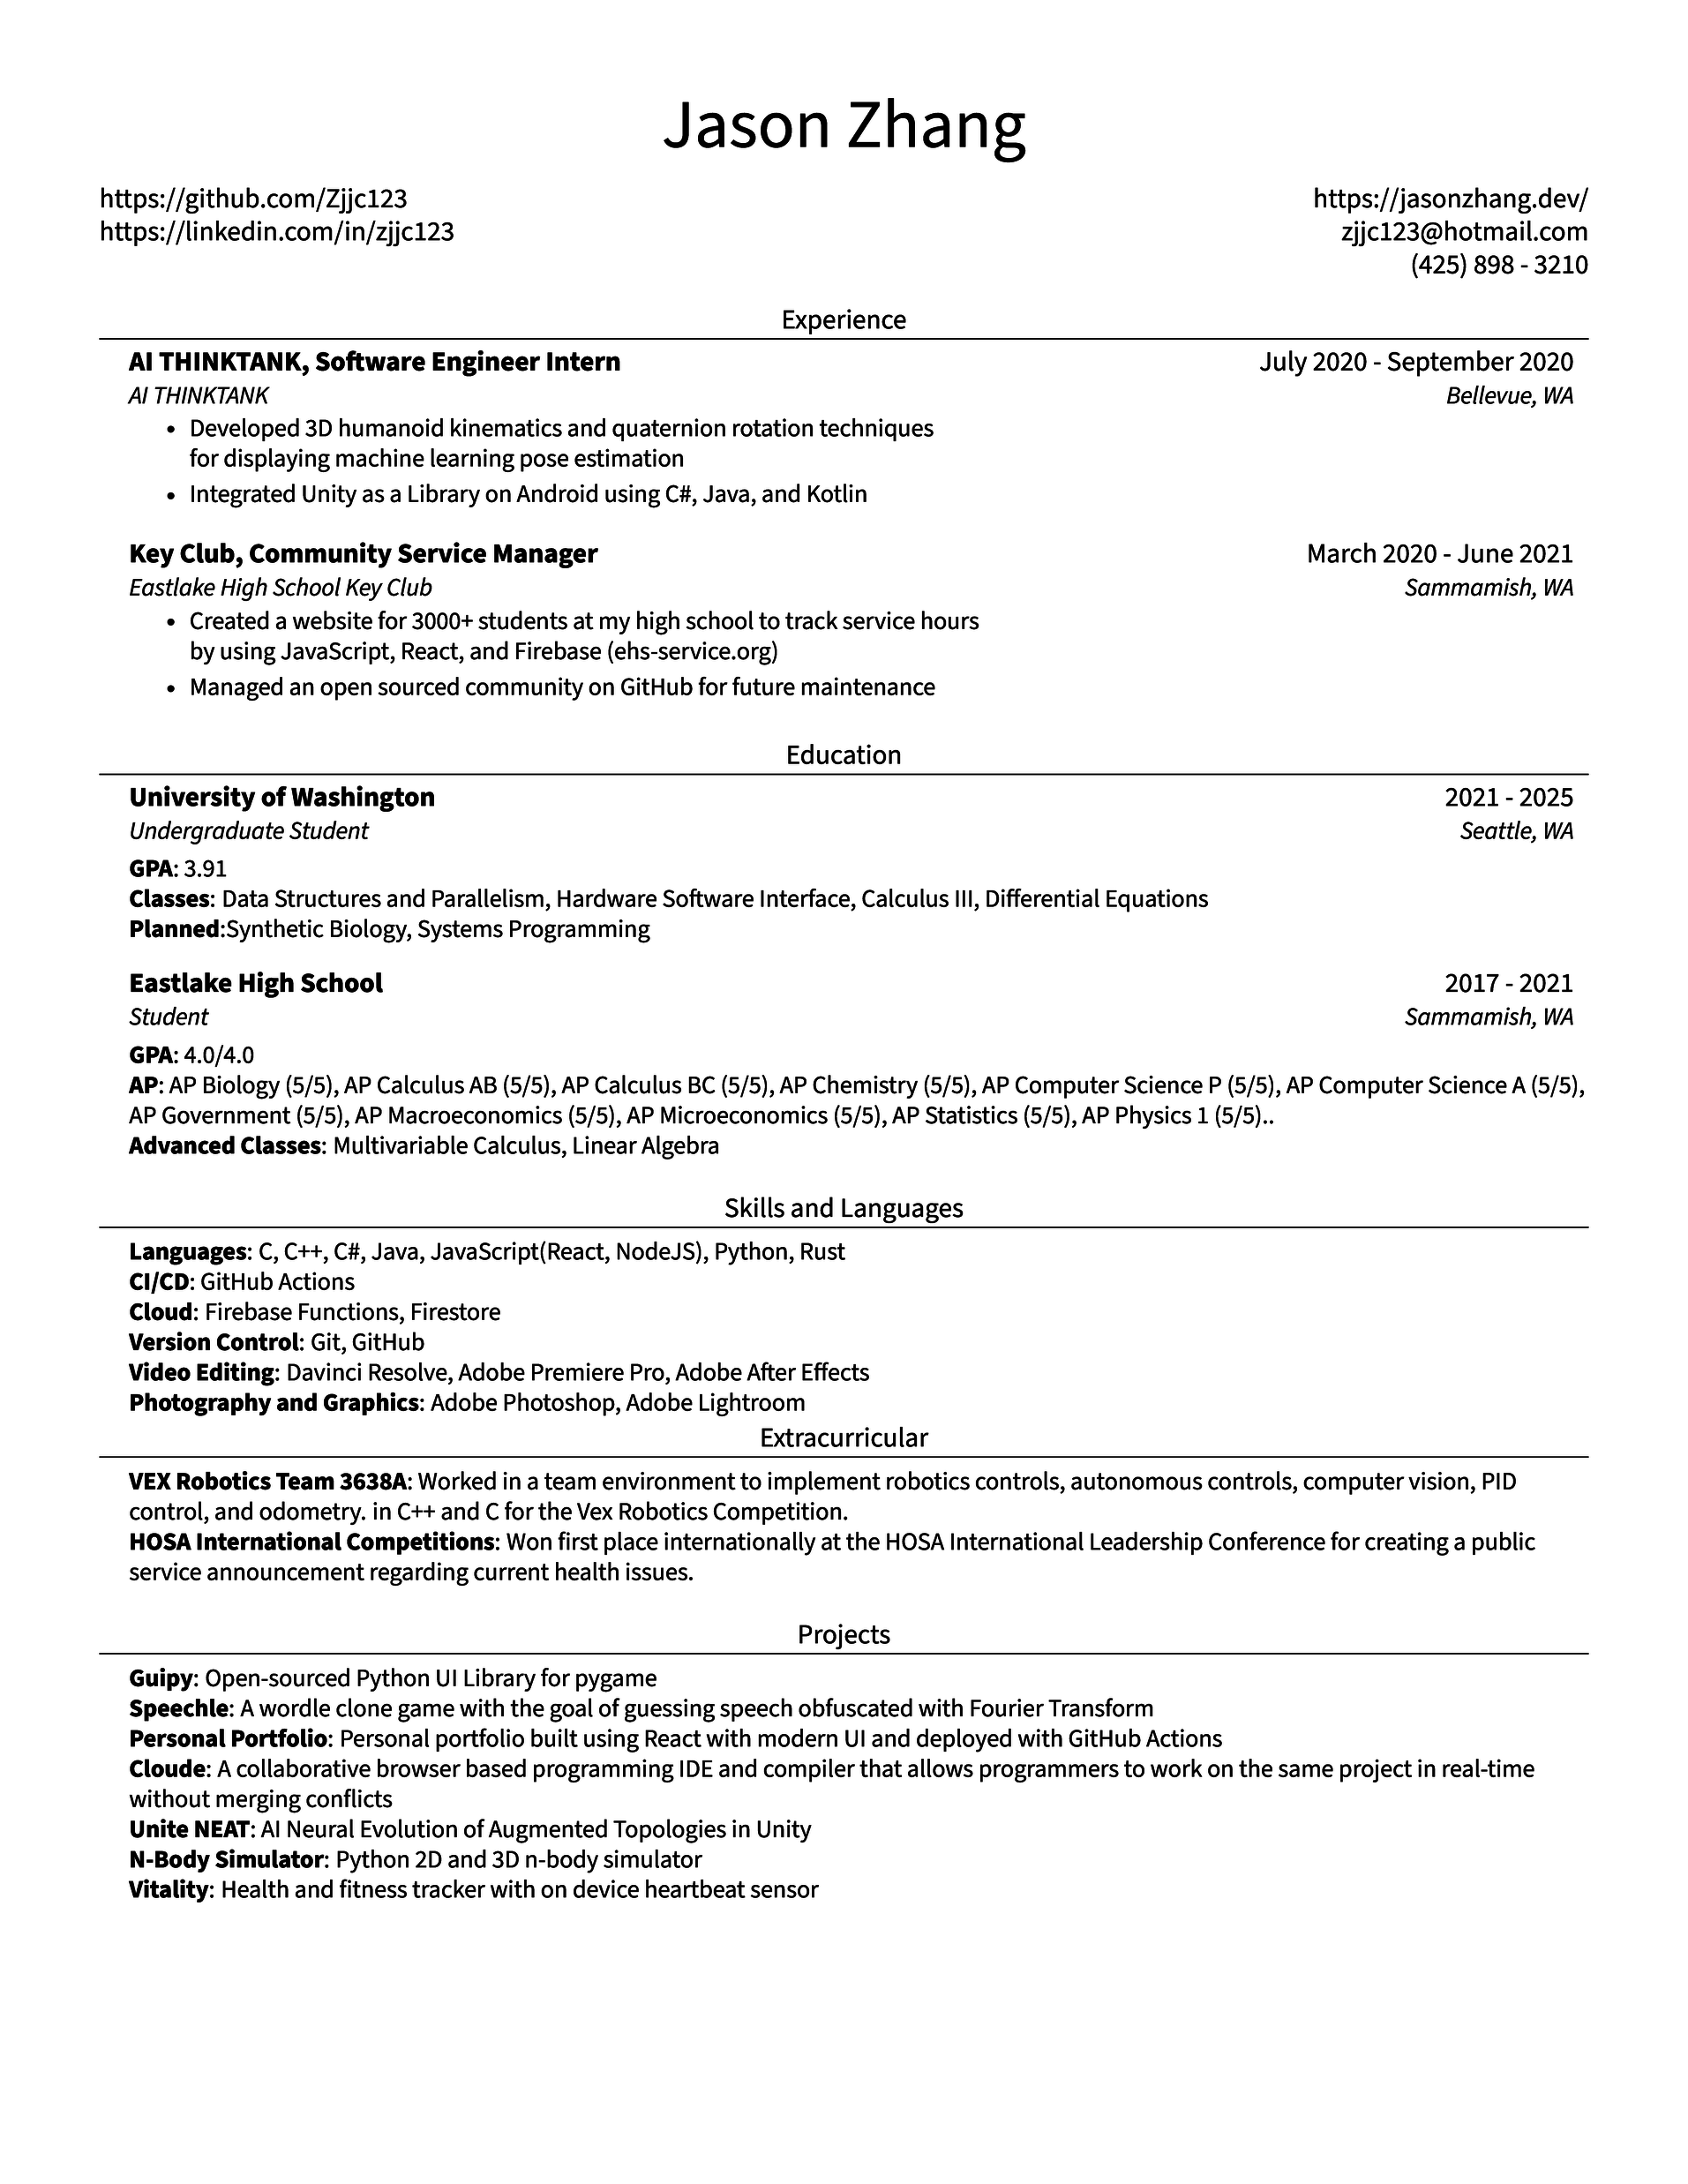 Jason Zhang
https://github.com/Zjjc123
https://linkedin.com/in/zjjc123
https://jasonzhang.dev/
zjjc123@hotmail.com
(425) 898 - 3210
Experience
AI THINKTANK, Software Engineer Intern July 2020 - September 2020
AI THINKTANK Bellevue, WA
• Developed 3D humanoid kinematics and quaternion rotation techniques
for displaying machine learning pose estimation
• Integrated Unity as a Library on Android using C#, Java, and Kotlin
Key Club, Community Service Manager March 2020 - June 2021
Eastlake High School Key Club Sammamish, WA
• Created a website for 3000+ students at my high school to track service hours
by using JavaScript, React, and Firebase (ehs-service.org)
• Managed an open sourced community on GitHub for future maintenance
Education
University of Washington 2021 - 2025
Undergraduate Student Seattle, WA
GPA: 3.91
Classes: Data Structures and Parallelism, Hardware Software Interface, Calculus III, Differential Equations
Planned:Synthetic Biology, Systems Programming
Eastlake High School 2017 - 2021
Student Sammamish, WA
GPA: 4.0/4.0
AP: AP Biology (5/5), AP Calculus AB (5/5), AP Calculus BC (5/5), AP Chemistry (5/5), AP Computer Science P (5/5), AP Computer Science A (5/5),
AP Government (5/5), AP Macroeconomics (5/5), AP Microeconomics (5/5), AP Statistics (5/5), AP Physics 1 (5/5)..
Advanced Classes: Multivariable Calculus, Linear Algebra
Skills and Languages
Languages: C, C++, C#, Java, JavaScript(React, NodeJS), Python, Rust
CI/CD: GitHub Actions
Cloud: Firebase Functions, Firestore
Version Control: Git, GitHub
Video Editing: Davinci Resolve, Adobe Premiere Pro, Adobe After Effects
Photography and Graphics: Adobe Photoshop, Adobe Lightroom
Extracurricular
VEX Robotics Team 3638A: Worked in a team environment to implement robotics controls, autonomous controls, computer vision, PID
control, and odometry. in C++ and C for the Vex Robotics Competition.
HOSA International Competitions: Won first place internationally at the HOSA International Leadership Conference for creating a public
service announcement regarding current health issues.
Projects
Guipy: Open-sourced Python UI Library for pygame
Speechle: A wordle clone game with the goal of guessing speech obfuscated with Fourier Transform
Personal Portfolio: Personal portfolio built using React with modern UI and deployed with GitHub Actions
Cloude: A collaborative browser based programming IDE and compiler that allows programmers to work on the same project in real-time
without merging conflicts
Unite NEAT: AI Neural Evolution of Augmented Topologies in Unity
N-Body Simulator: Python 2D and 3D n-body simulator
Vitality: Health and fitness tracker with on device heartbeat sensor